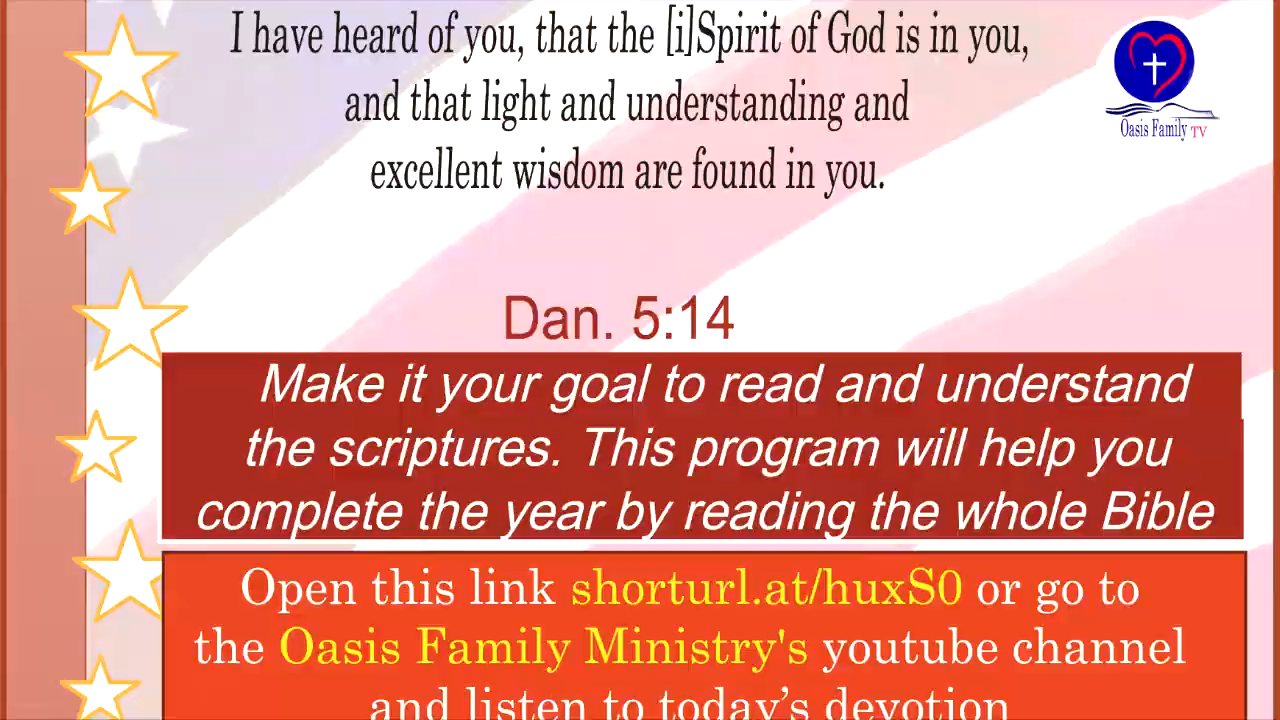 I have heard of you, that the [i]Spirit of God is in you,
and that light and understanding and
excellent wisdom are found in you.
Oasis Family TV
Dan. 5:14
Make it your goal to read and understand
the scriptures. This program will help you
complete the year by reading the whole Bible
Open this link shorturl.at/huxS0 or go to
the Oasis Family Ministry's youtube channel
and listen to today’s devotion